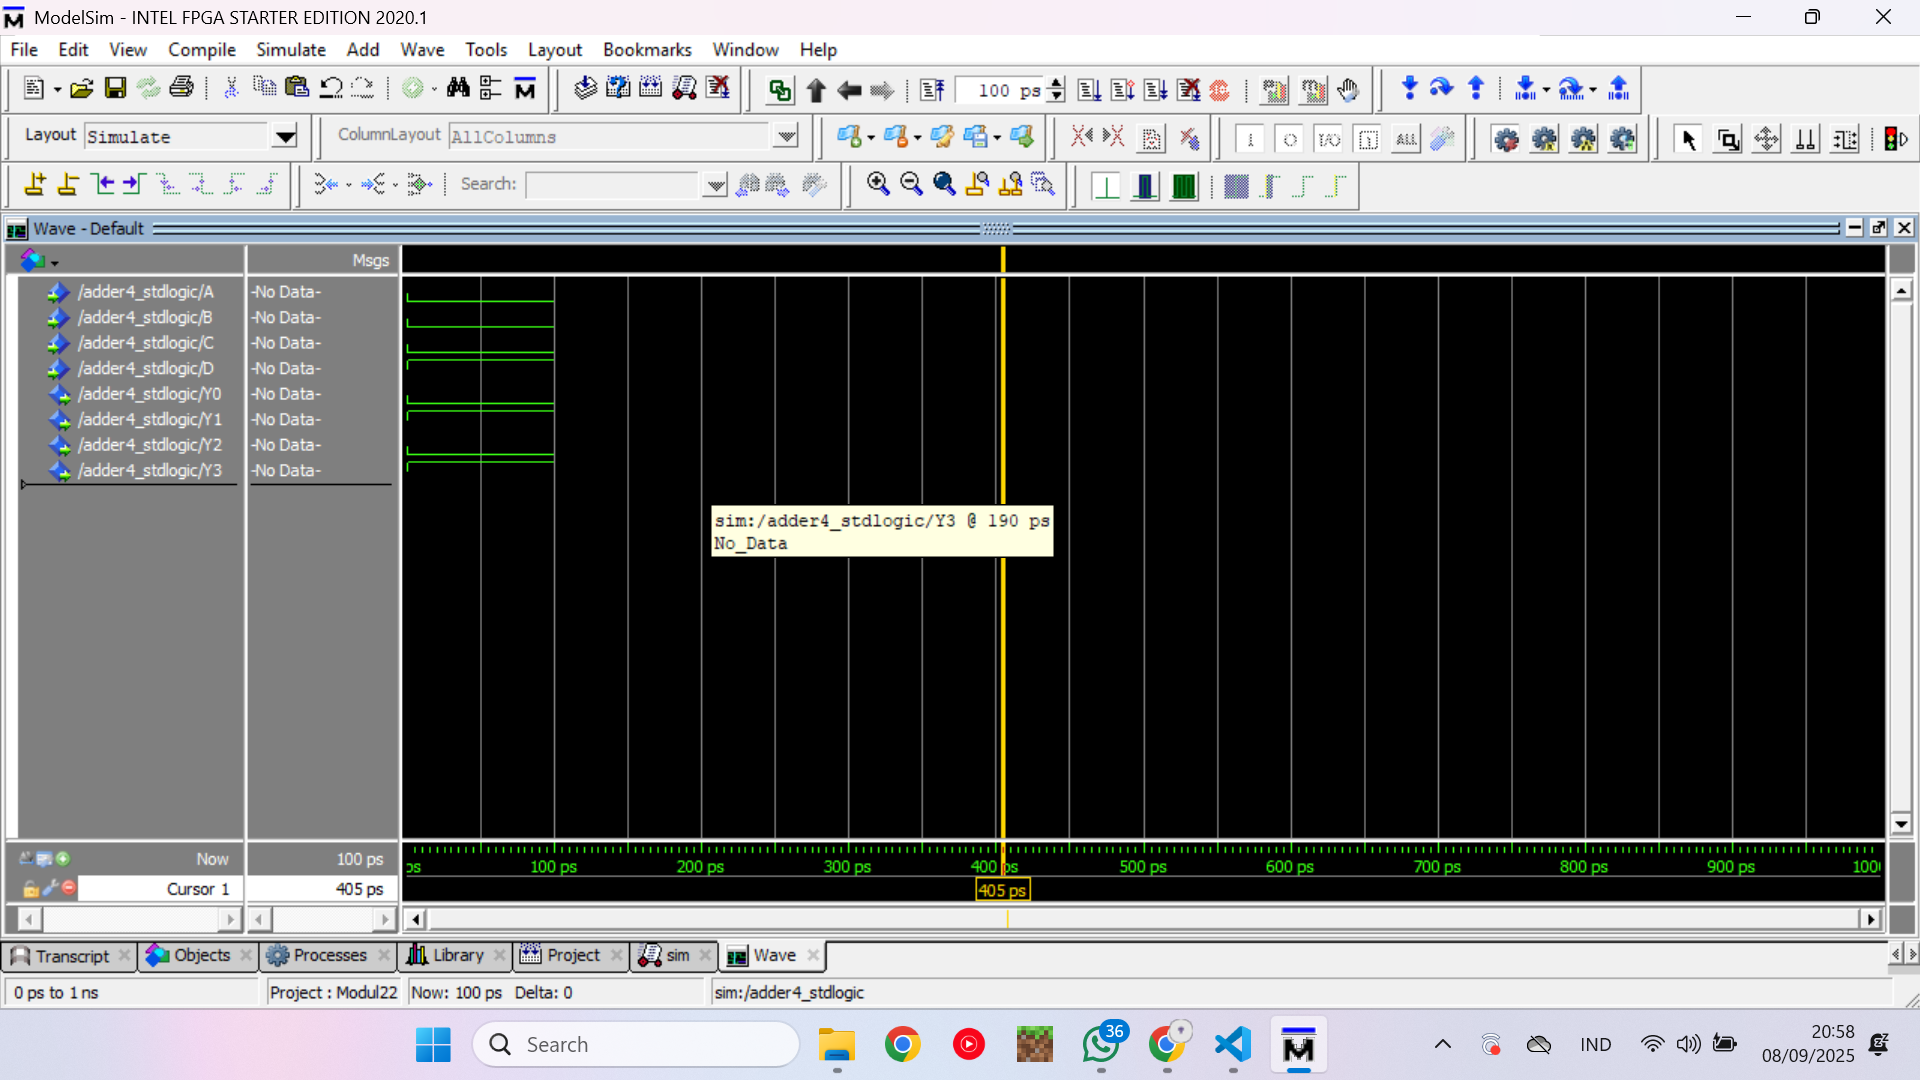 ModelSim - INTEL FPGA STARTER EDITION 2020.1
File Edit View Compile Simulate Add Wave Tools Layout Bookmarks Window Help
100 ps
Layout Simulate ColumnLayout AllColumns
Search:
Wave - Default
Msgs
/adder4_stdlogic/A -No Data-
/adder4_stdlogic/B -No Data-
/adder4_stdlogic/C -No Data-
/adder4_stdlogic/D -No Data-
/adder4_stdlogic/Y0 -No Data-
/adder4_stdlogic/Y1 -No Data-
/adder4_stdlogic/Y2 -No Data-
/adder4_stdlogic/Y3 -No Data-
sim:/adder4_stdlogic/Y3 @ 190 ps
No_Data
Now 100 ps ps 100 ps 200 ps 300 ps 400 ps 500 ps 600 ps 700 ps 800 ps 900 ps 100
Cursor 1 405 ps 405 ps
Transcript Objects Processes Library Project sim Wave
0 ps to 1 ns Project : Modul22 Now: 100 ps Delta: 0 sim:/adder4_stdlogic
Search 36 IND 20:58
08/09/2025